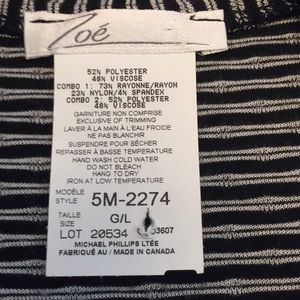 Zoé
52% POLYESTER
48% VISCOSE
COMBO 1: 73% RAYONNE/RAYON
23% NYLON/4% SPANDEX
COMBO 2: 52% POLYESTER
48% VISCOSE
GARNITURE NON COMPRISE
EXCLUSIVE OF TRIMMING
LAVER À LA MAIN À L'EAU FROIDE
NE PAS BLANCHIR
SUSPENDRE POUR SÉCHER
REPASSER À BASSE TEMPÉRATURE
HAND WASH COLD WATER
DO NOT BLEACH
HANG TO DRY
IRON AT LOW TEMPERATURE
MODÈLE
STYLE 5M-2274
TAILLE
SIZE G/L
LOT 20534 03607
MICHAEL PHILLIPS LTÉE
FABRIQUÉ AU / MADE IN CANADA